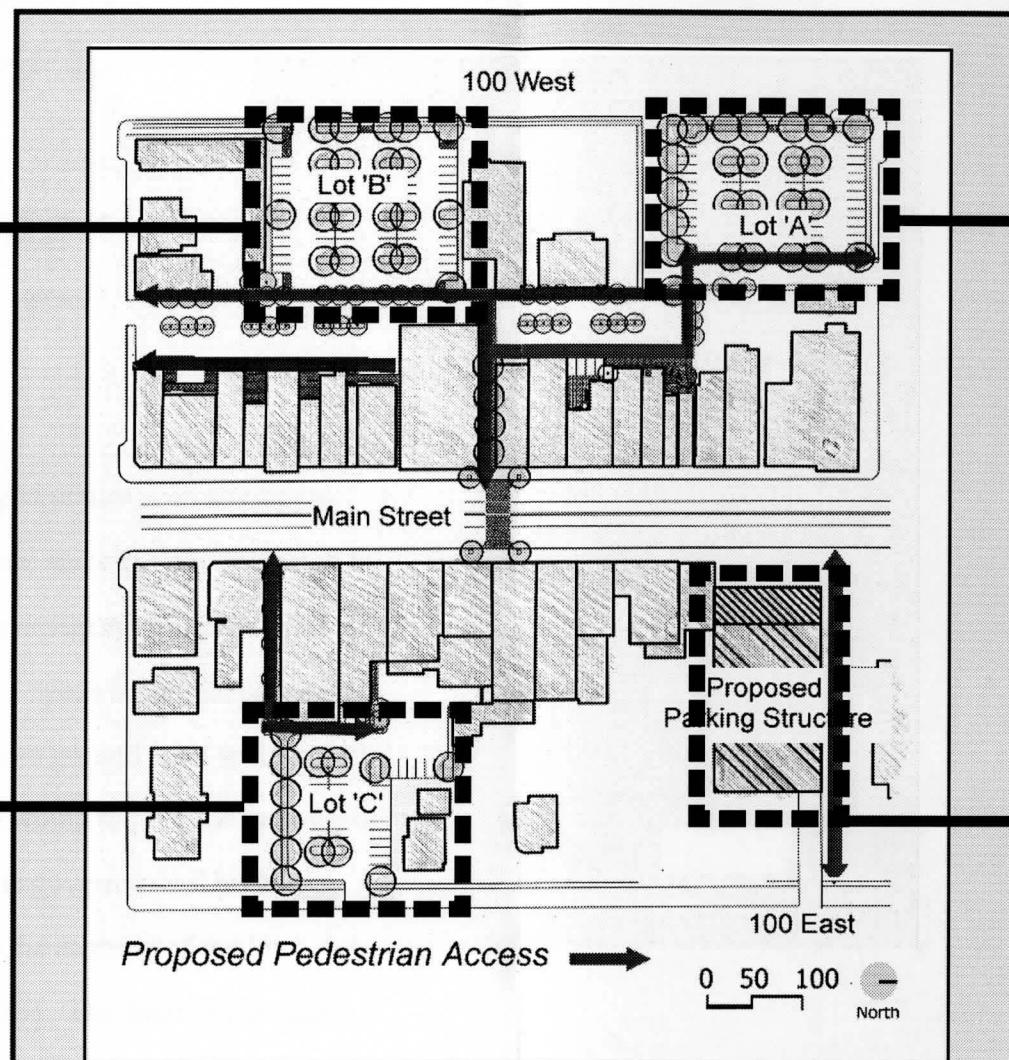 100 West
Lot 'B'
Lot 'A'
Main Street
Proposed
Parking Structure
Lot 'C'
100 East
Proposed Pedestrian Access
0 50 100
North